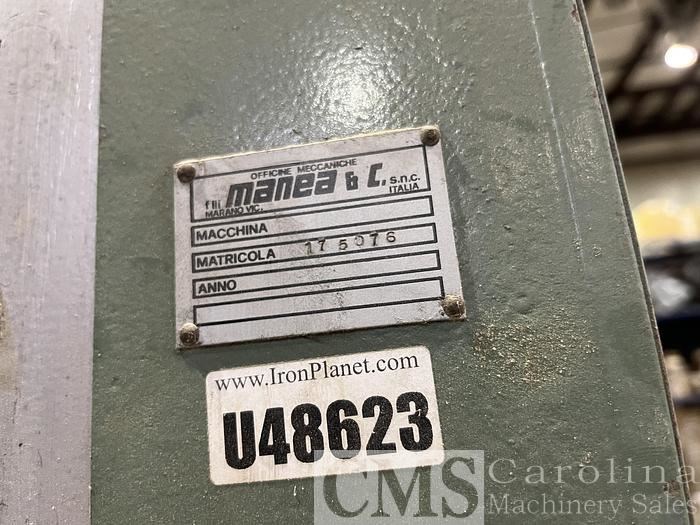 OFFICINE MECCANICHE
f.lli manea & C. s.n.c.
MARANO VIC. ITALIA
MACCHINA
MATRICOLA 175076
ANNO
www.IronPlanet.com
U48623
CMS Carolina
Machinery Sales